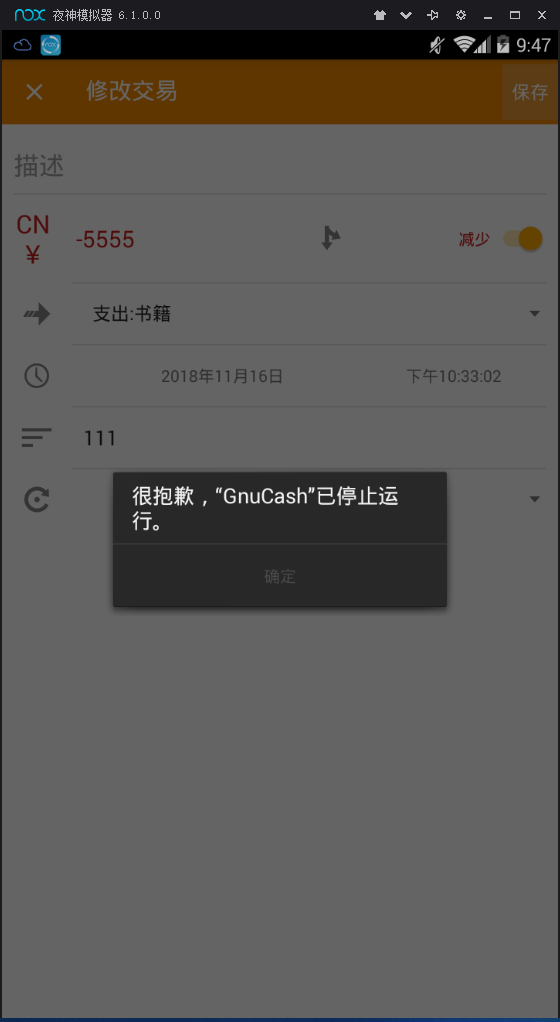 nox 夜神模拟器 6.1.0.0
9:47
修改交易 保存
描述
CN
¥
-5555 减少
支出:书籍
2018年11月16日 下午10:33:02
111
很抱歉，“GnuCash”已停止运
行。
确定